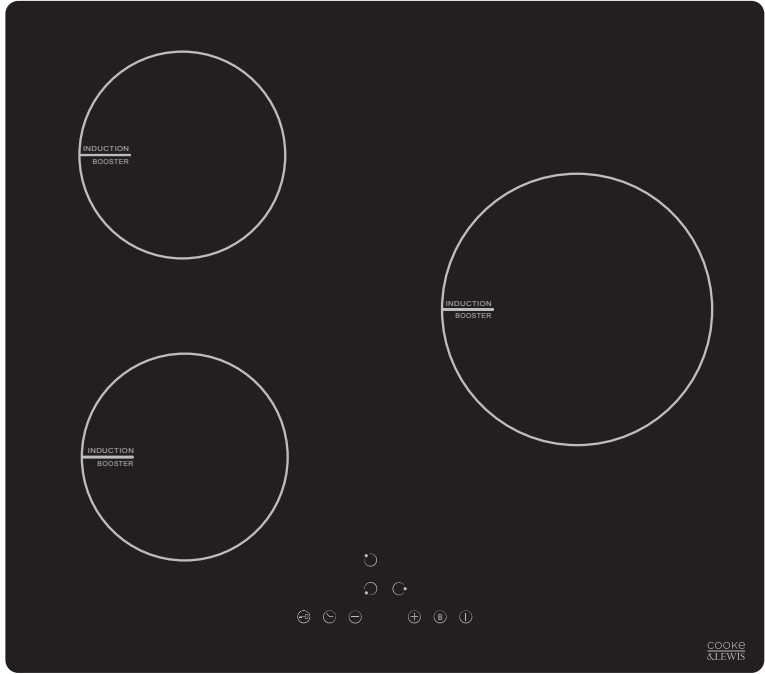 INDUCTION
BOOSTER
INDUCTION
BOOSTER
INDUCTION
BOOSTER
B
cooke
&LEWIS